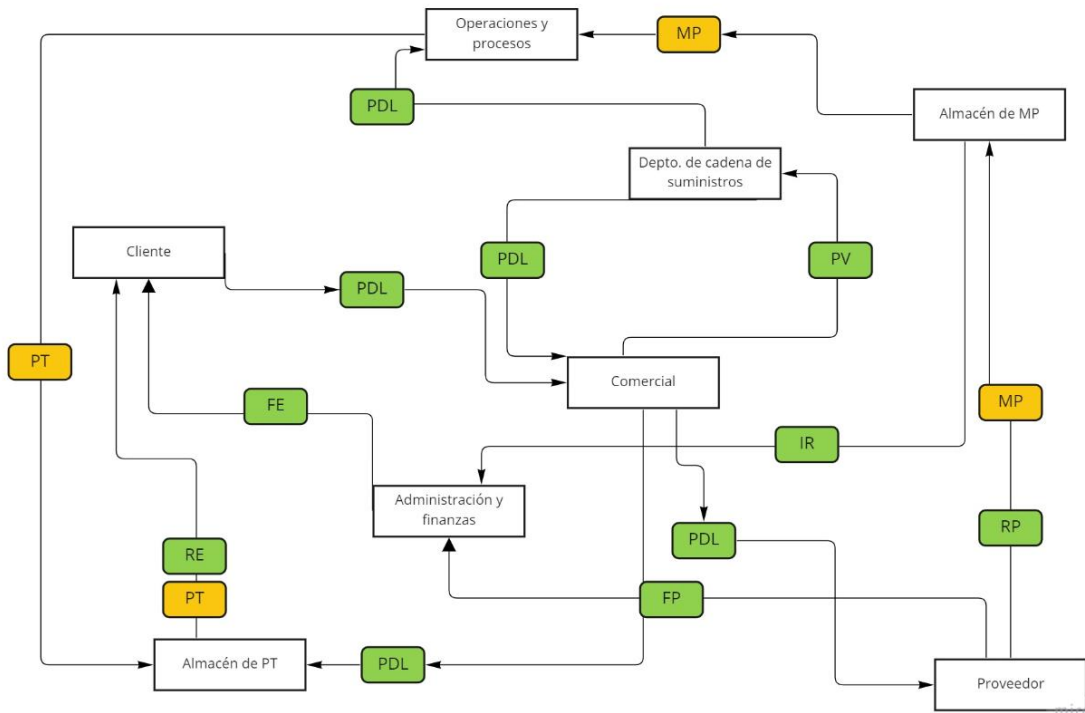 Operaciones y
procesos
MP
PDL
Almacén de MP
Depto. de cadena de
suministros
Cliente
PDL
PV
PDL
PT
Comercial
FE
MP
IR
Administración y
finanzas
PDL
RP
RE
PT
FP
Almacén de PT
PDL
Proveedor
miro